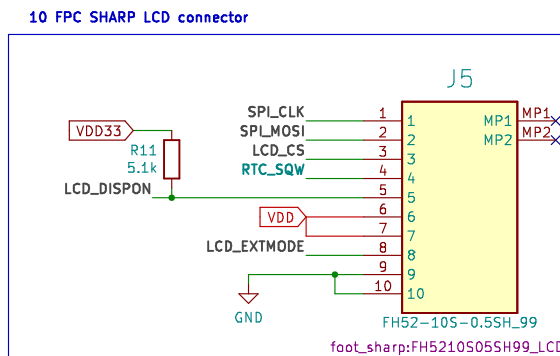 10 FPC SHARP LCD connector
J5
SPI_CLK 1 1 MP1 MP1
SPI_MOSI 2 2 MP2 MP2
VDD33
R11
5.1k
LCD_CS 3 3
RTC_SQW 4 4
LCD_DISPON 5 5
VDD 6 6
7 7
LCD_EXTMODE 8 8
9 9
10 10
GND
FH52-10S-0.5SH_99
foot_sharp:FH5210S05SH99_LCD